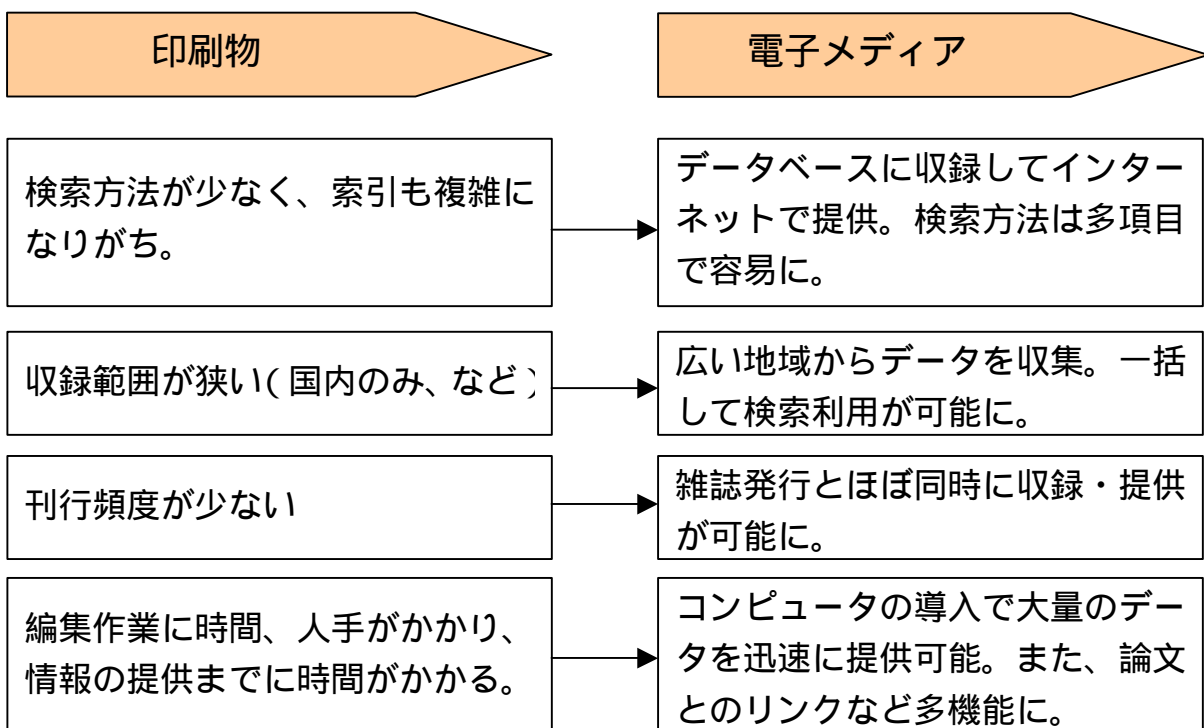 印刷物
電子メディア
検索方法が少なく、索引も複雑に
なりがち。
データベースに収録してインター
ネットで提供。検索方法は多項目
で容易に。
収録範囲が狭い(国内のみ、など)
広い地域からデータを収集。一括
して検索利用が可能に。
刊行頻度が少ない
雑誌発行とほぼ同時に収録・提供
が可能に。
編集作業に時間、人手がかかり、
情報の提供までに時間がかかる。
コンピュータの導入で大量のデー
タを迅速に提供可能。また、論文
とのリンクなど多機能に。